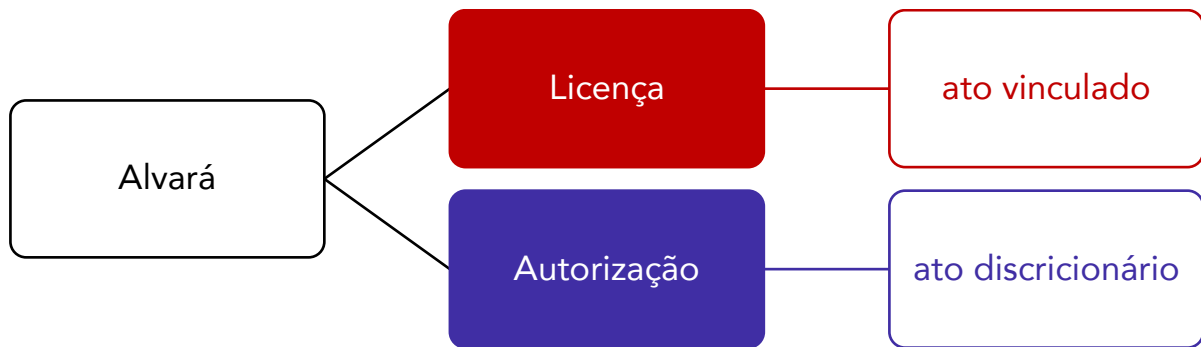 Alvará
Licença
ato vinculado
Autorização
ato discricionário